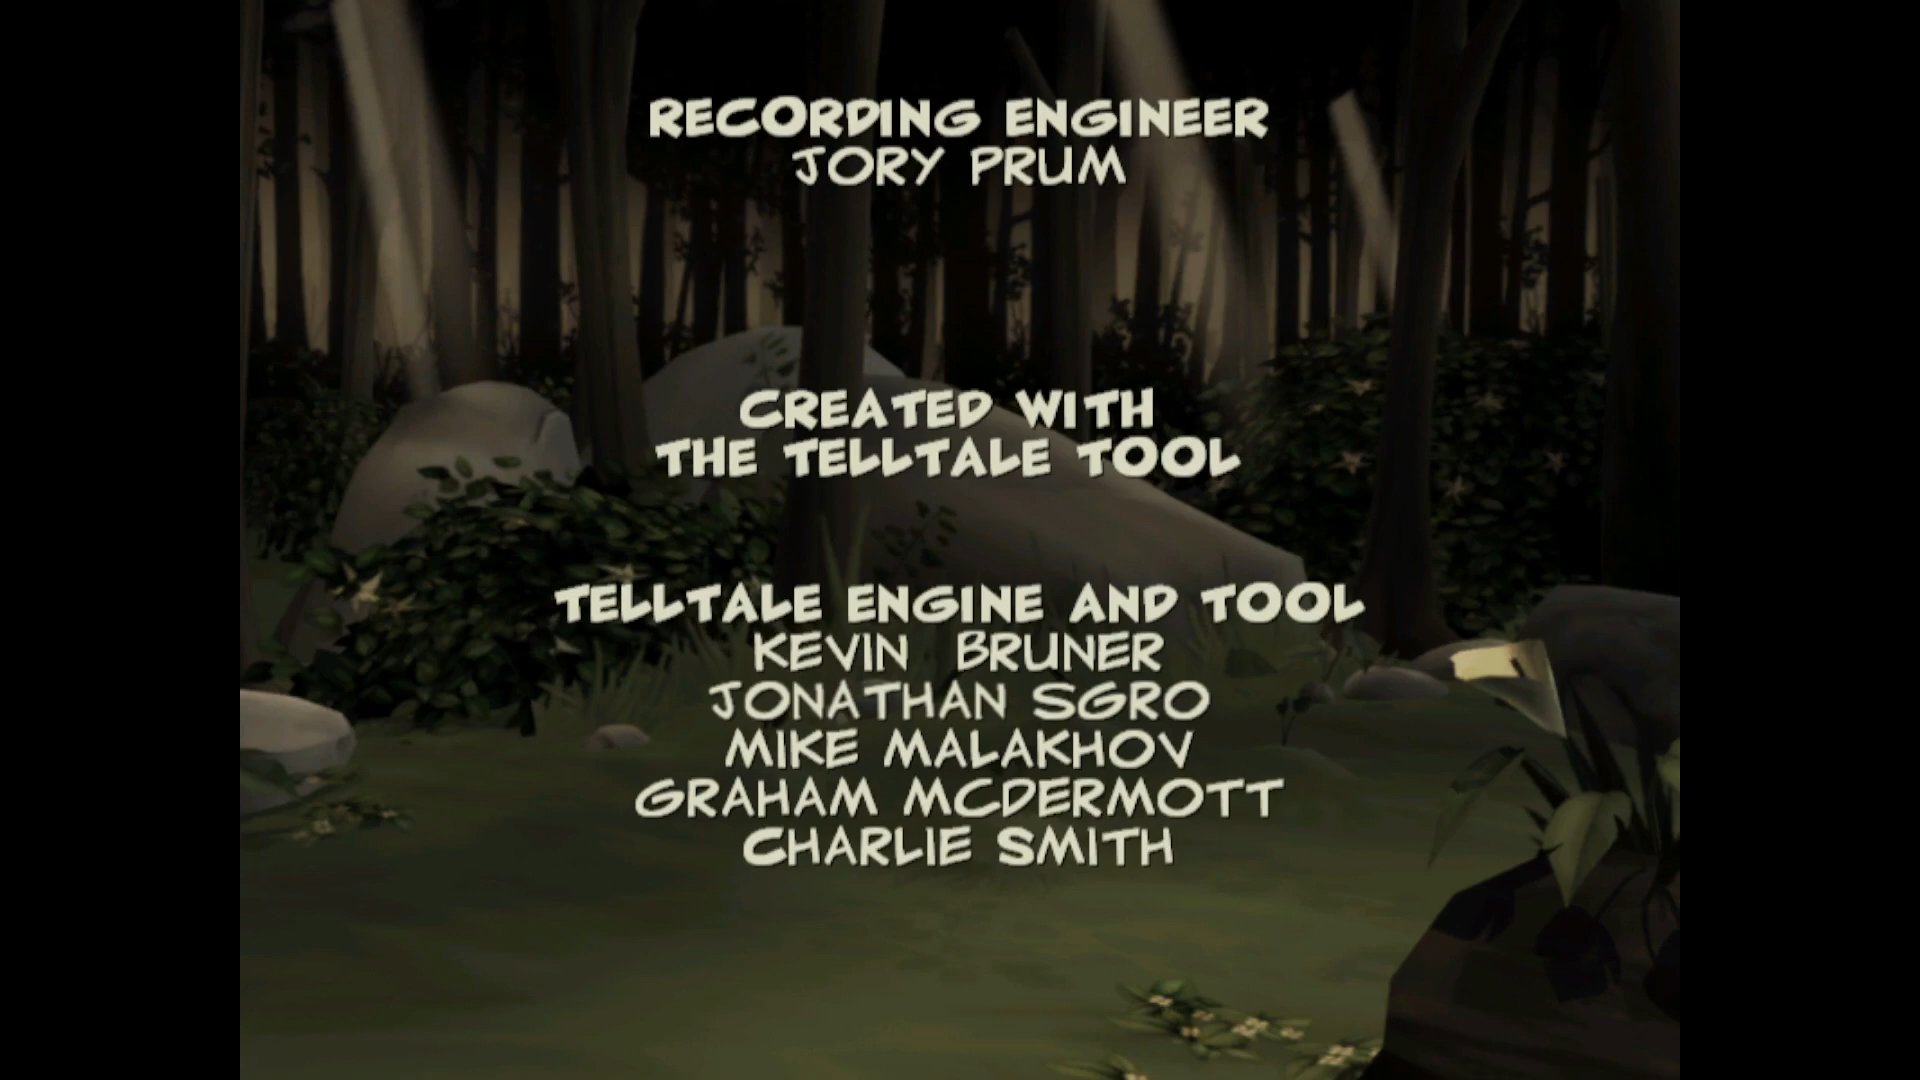 RECORDING ENGINEER
JORY PRUM
CREATED WITH
THE TELLTALE TOOL
TELLTALE ENGINE AND TOOL
KEVIN BRUNER
JONATHAN SGRO
MIKE MALAKHOV
GRAHAM MCDERMOTT
CHARLIE SMITH